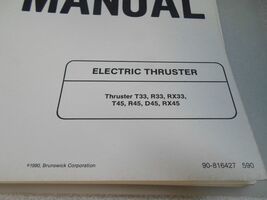 MANUAL
ELECTRIC THRUSTER
Thruster T33, R33, RX33,
T45, R45, D45, RX45
©1990, Brunswick Corporation
90-816427 590